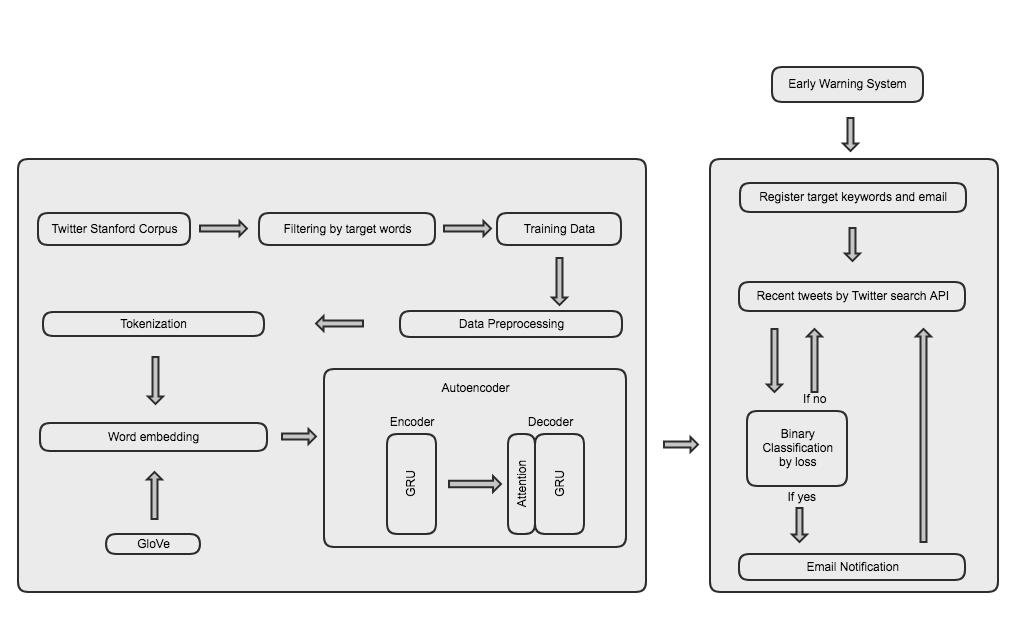 Early Warning System
Twitter Stanford Corpus
Filtering by target words
Training Data
Data Preprocessing
Tokenization
Word embedding
GloVe
Autoencoder
Encoder
GRU
Decoder
Attention
GRU
Register target keywords and email
Recent tweets by Twitter search API
If no
Binary
Classification
by loss
If yes
Email Notification